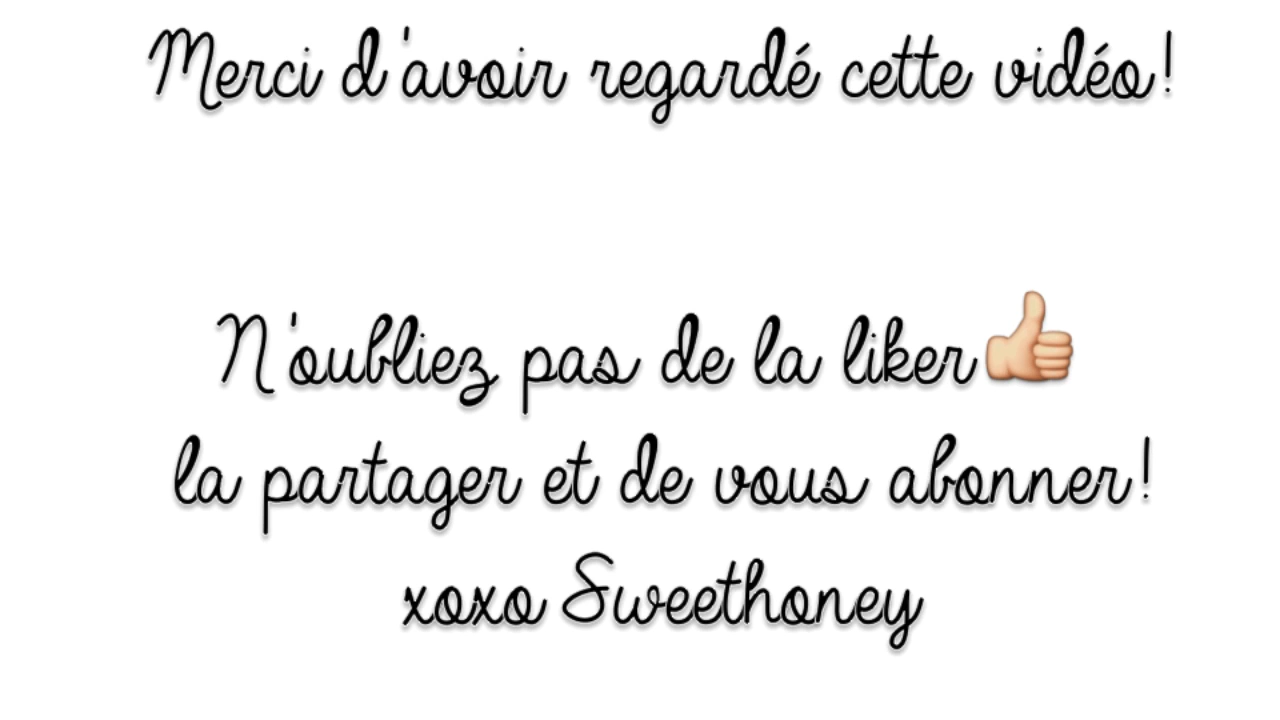 Merci d'avoir regardé cette vidéo!
N'oubliez pas de la liker👍🏼
la partager et de vous abonner!
xoxo Sweethoney